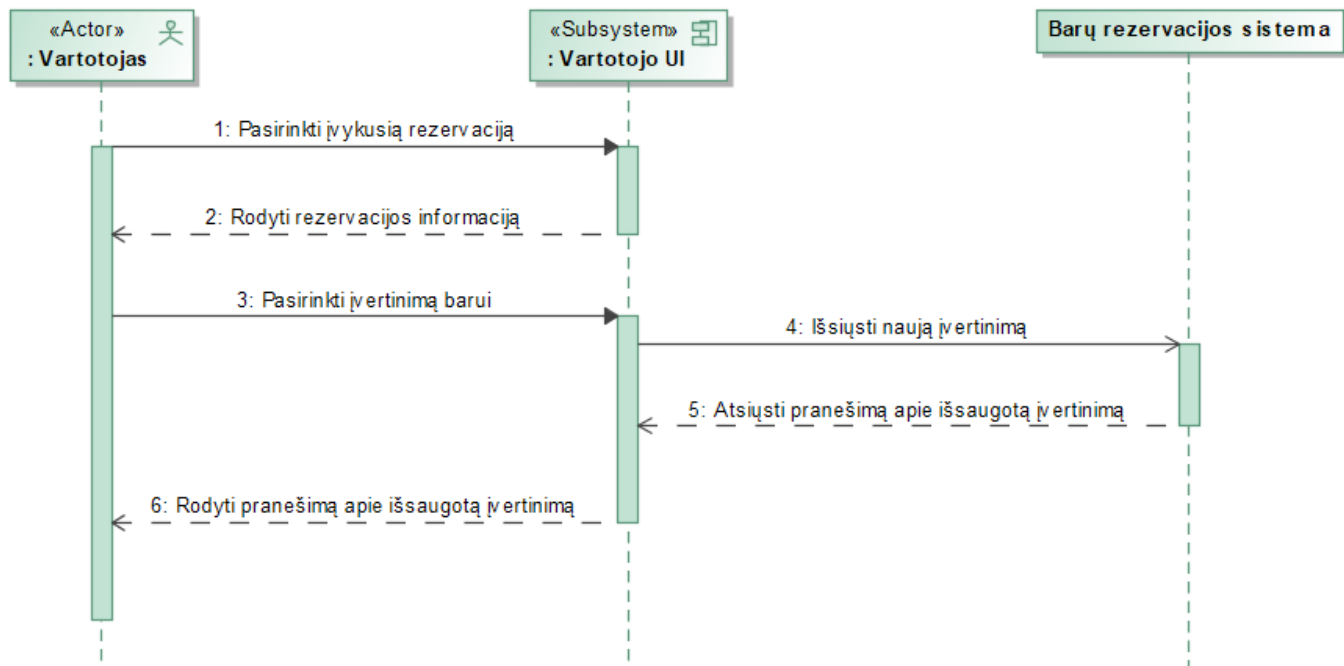 «Actor»
: Vartotojas
«Subsystem»
: Vartotojo UI
Barų rezervacijos sistema
1: Pasirinkti įvykusią rezervaciją
2: Rodyti rezervacijos informaciją
3: Pasirinkti įvertinimą barui
4: Išsiųsti naują įvertinimą
5: Atsiųsti pranešimą apie išsaugotą įvertinimą
6: Rodyti pranešimą apie išsaugotą įvertinimą